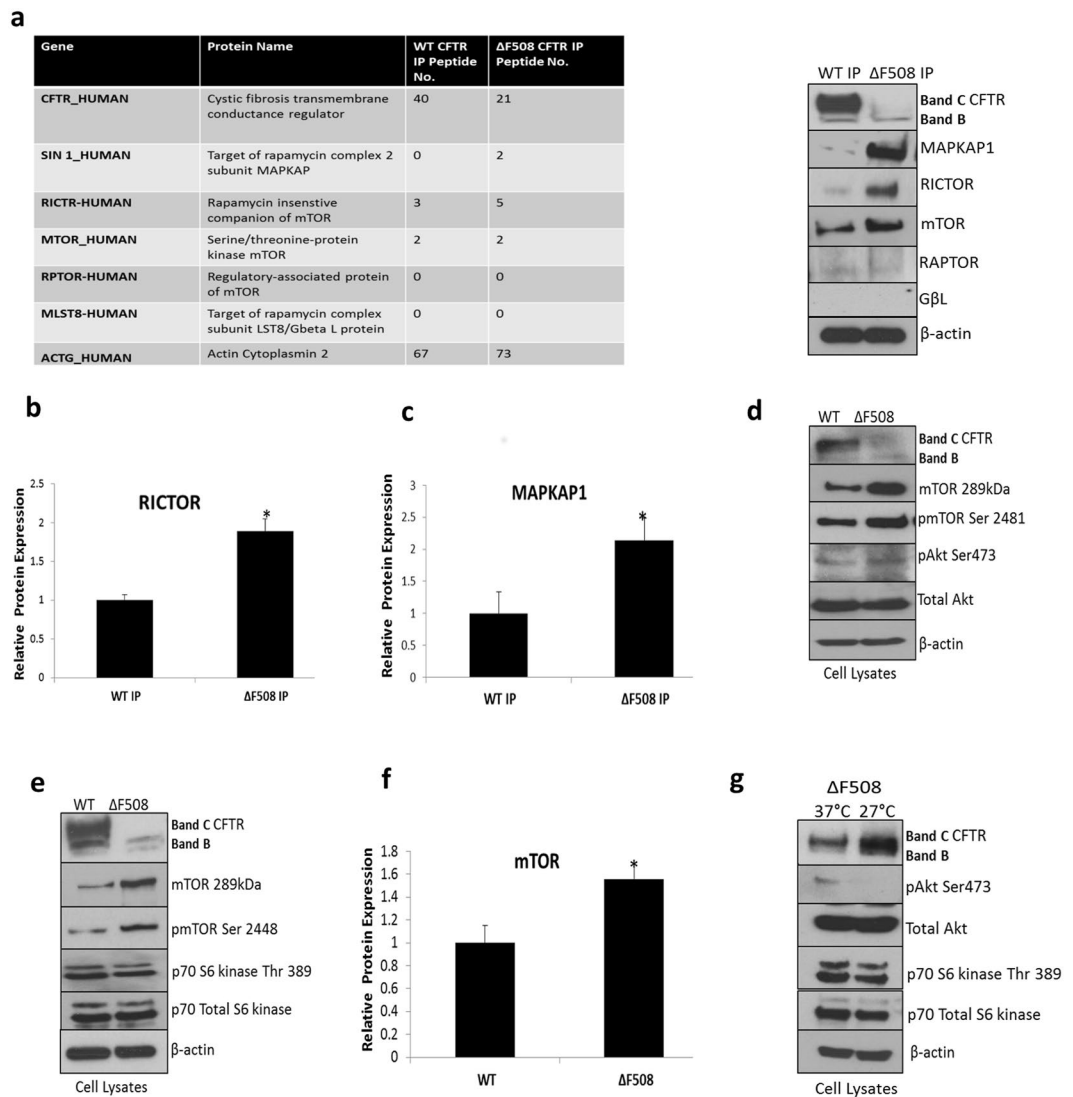 a
Gene Protein Name WT CFTR ΔF508 CFTR IP
IP Peptide Peptide No.
No.
CFTR_HUMAN Cystic fibrosis transmembrane 40 21
conductance regulator
SIN 1_HUMAN Target of rapamycin complex 2 0 2
subunit MAPKAP
RICTR-HUMAN Rapamycin insenstive 3 5
companion of mTOR
MTOR_HUMAN Serine/threonine-protein 2 2
kinase mTOR
RPTOR-HUMAN Regulatory-associated protein 0 0
of mTOR
MLST8-HUMAN Target of rapamycin complex 0 0
subunit LST8/Gbeta L protein
ACTG_HUMAN Actin Cytoplasmin 2 67 73
WT IP ΔF508 IP
Band C CFTR
Band B
MAPKAP1
RICTOR
mTOR
RAPTOR
GβL
β-actin
b
RICTOR
Relative Protein Expression
2.5
2
1.5
1
0.5
0
*
WT IP ΔF508 IP
c
MAPKAP1
Relative Protein Expression
3
2.5
2
1.5
1
0.5
0
*
WT IP ΔF508 IP
d
WT ΔF508
Band C CFTR
Band B
mTOR 289kDa
pmTOR Ser 2481
pAkt Ser473
Total Akt
β-actin
Cell Lysates
e
WT ΔF508
Band C CFTR
Band B
mTOR 289kDa
pmTOR Ser 2448
p70 S6 kinase Thr 389
p70 Total S6 kinase
β-actin
Cell Lysates
f
mTOR
Relative Protein Expression
1.8
1.6
1.4
1.2
1
0.8
0.6
0.4
0.2
0
*
WT ΔF508
g
ΔF508
37°C 27°C
Band C CFTR
Band B
pAkt Ser473
Total Akt
p70 S6 kinase Thr 389
p70 Total S6 kinase
β-actin
Cell Lysates